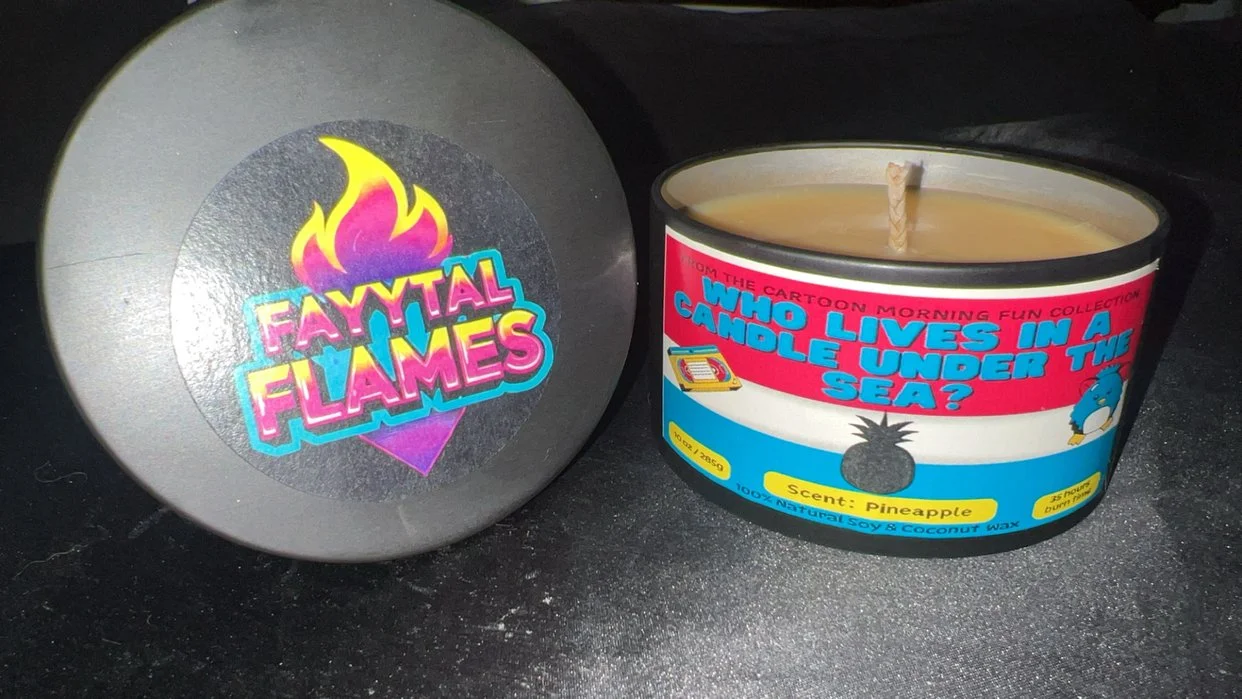 FAYYTAL
FLAMES
FROM THE CARTOON MORNING FUN COLLECTION
WHO LIVES IN A
CANDLE UNDER THE
SEA?
10 oz / 285g
Scent: Pineapple
35 hours
burn time
100% Natural Soy & Coconut Wax